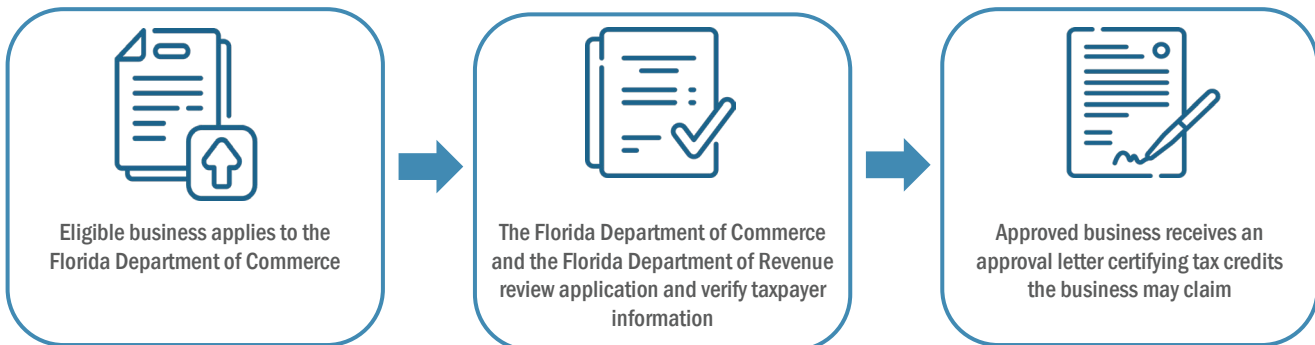 Eligible business applies to the
Florida Department of Commerce
The Florida Department of Commerce
and the Florida Department of Revenue
review application and verify taxpayer
information
Approved business receives an
approval letter certifying tax credits
the business may claim